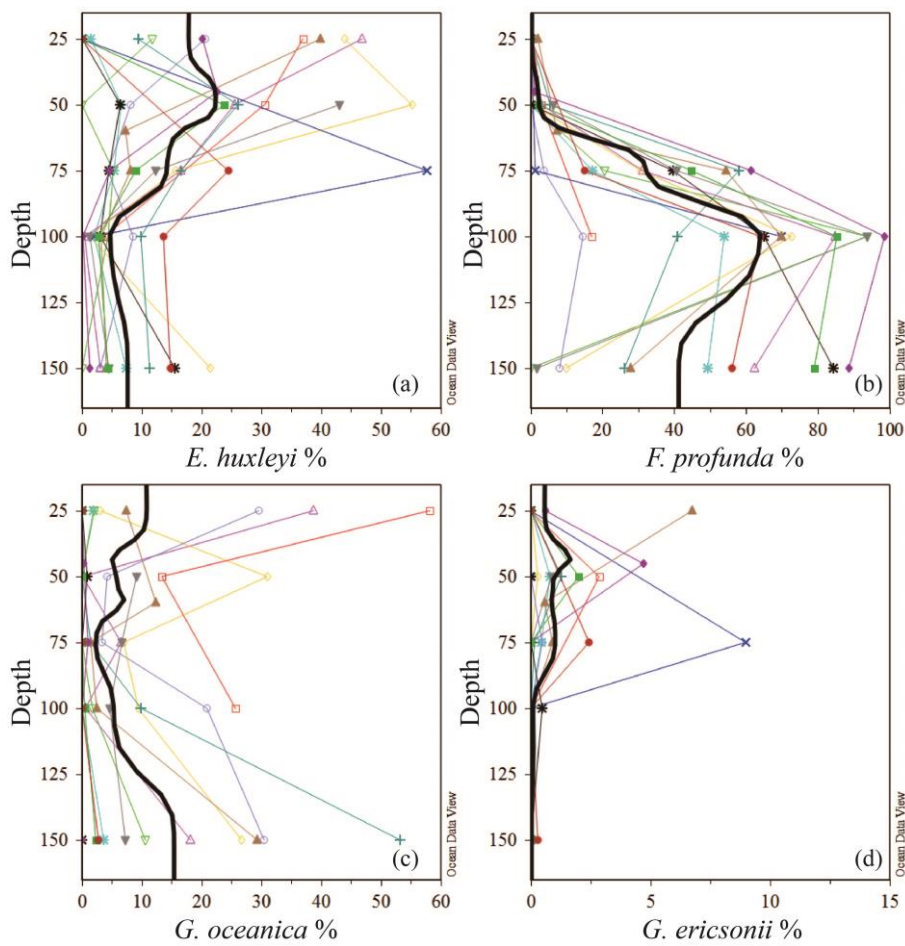 25
50
75
100
125
150
Depth
0 10 20 30 40 50 60
E. huxleyi %
(a)
Ocean Data View
25
50
75
100
125
150
Depth
0 20 40 60 80 100
F. profunda %
(b)
Ocean Data View
25
50
75
100
125
150
Depth
0 10 20 30 40 50 60
G. oceanica %
(c)
Ocean Data View
25
50
75
100
125
150
Depth
0 5 10 15
G. ericsonii %
(d)
Ocean Data View